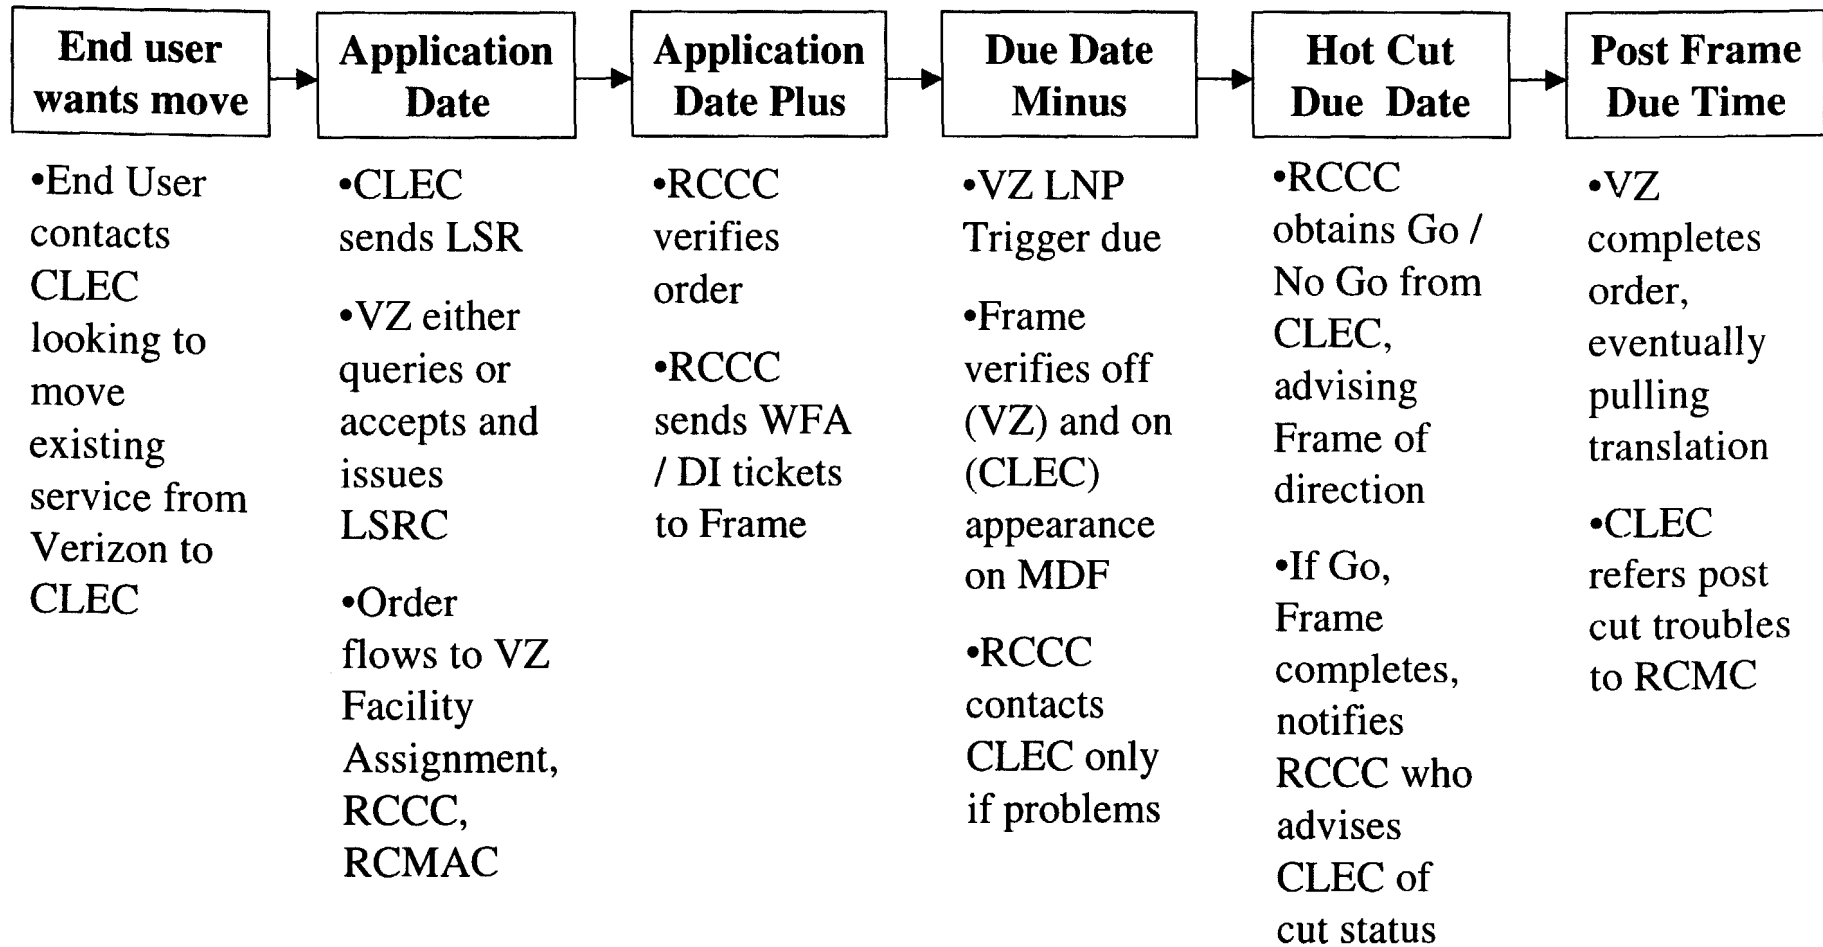 End user
wants move
Application
Date
Application
Date Plus
Due Date
Minus
Hot Cut
Due Date
Post Frame
Due Time
•End User
contacts
CLEC
looking to
move
existing
service from
Verizon to
CLEC
•CLEC
sends LSR
•VZ either
queries or
accepts and
issues
LSRC
•Order
flows to VZ
Facility
Assignment,
RCCC,
RCMAC
•RCCC
verifies
order
•RCCC
sends WFA
/ DI tickets
to Frame
•VZ LNP
Trigger due
•Frame
verifies off
(VZ) and on
(CLEC)
appearance
on MDF
•RCCC
contacts
CLEC only
if problems
•RCCC
obtains Go /
No Go from
CLEC,
advising
Frame of
direction
•If Go,
Frame
completes,
notifies
RCCC who
advises
CLEC of
cut status
•VZ
completes
order,
eventually
pulling
translation
•CLEC
refers post
cut troubles
to RCMC